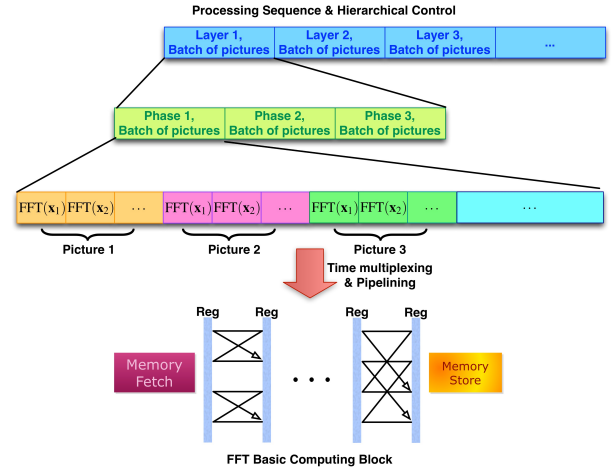 Processing Sequence & Hierarchical Control
Layer 1,
Batch of pictures
Layer 2,
Batch of pictures
Layer 3,
Batch of pictures
...
Phase 1,
Batch of pictures
Phase 2,
Batch of pictures
Phase 3,
Batch of pictures
FFT(x₁) FFT(x₂) ... FFT(x₁) FFT(x₂) ... FFT(x₁) FFT(x₂) ... ...
Picture 1
Picture 2
Picture 3
Time multiplexing
& Pipelining
Reg Reg Reg Reg
Memory
Fetch
...
Memory
Store
FFT Basic Computing Block